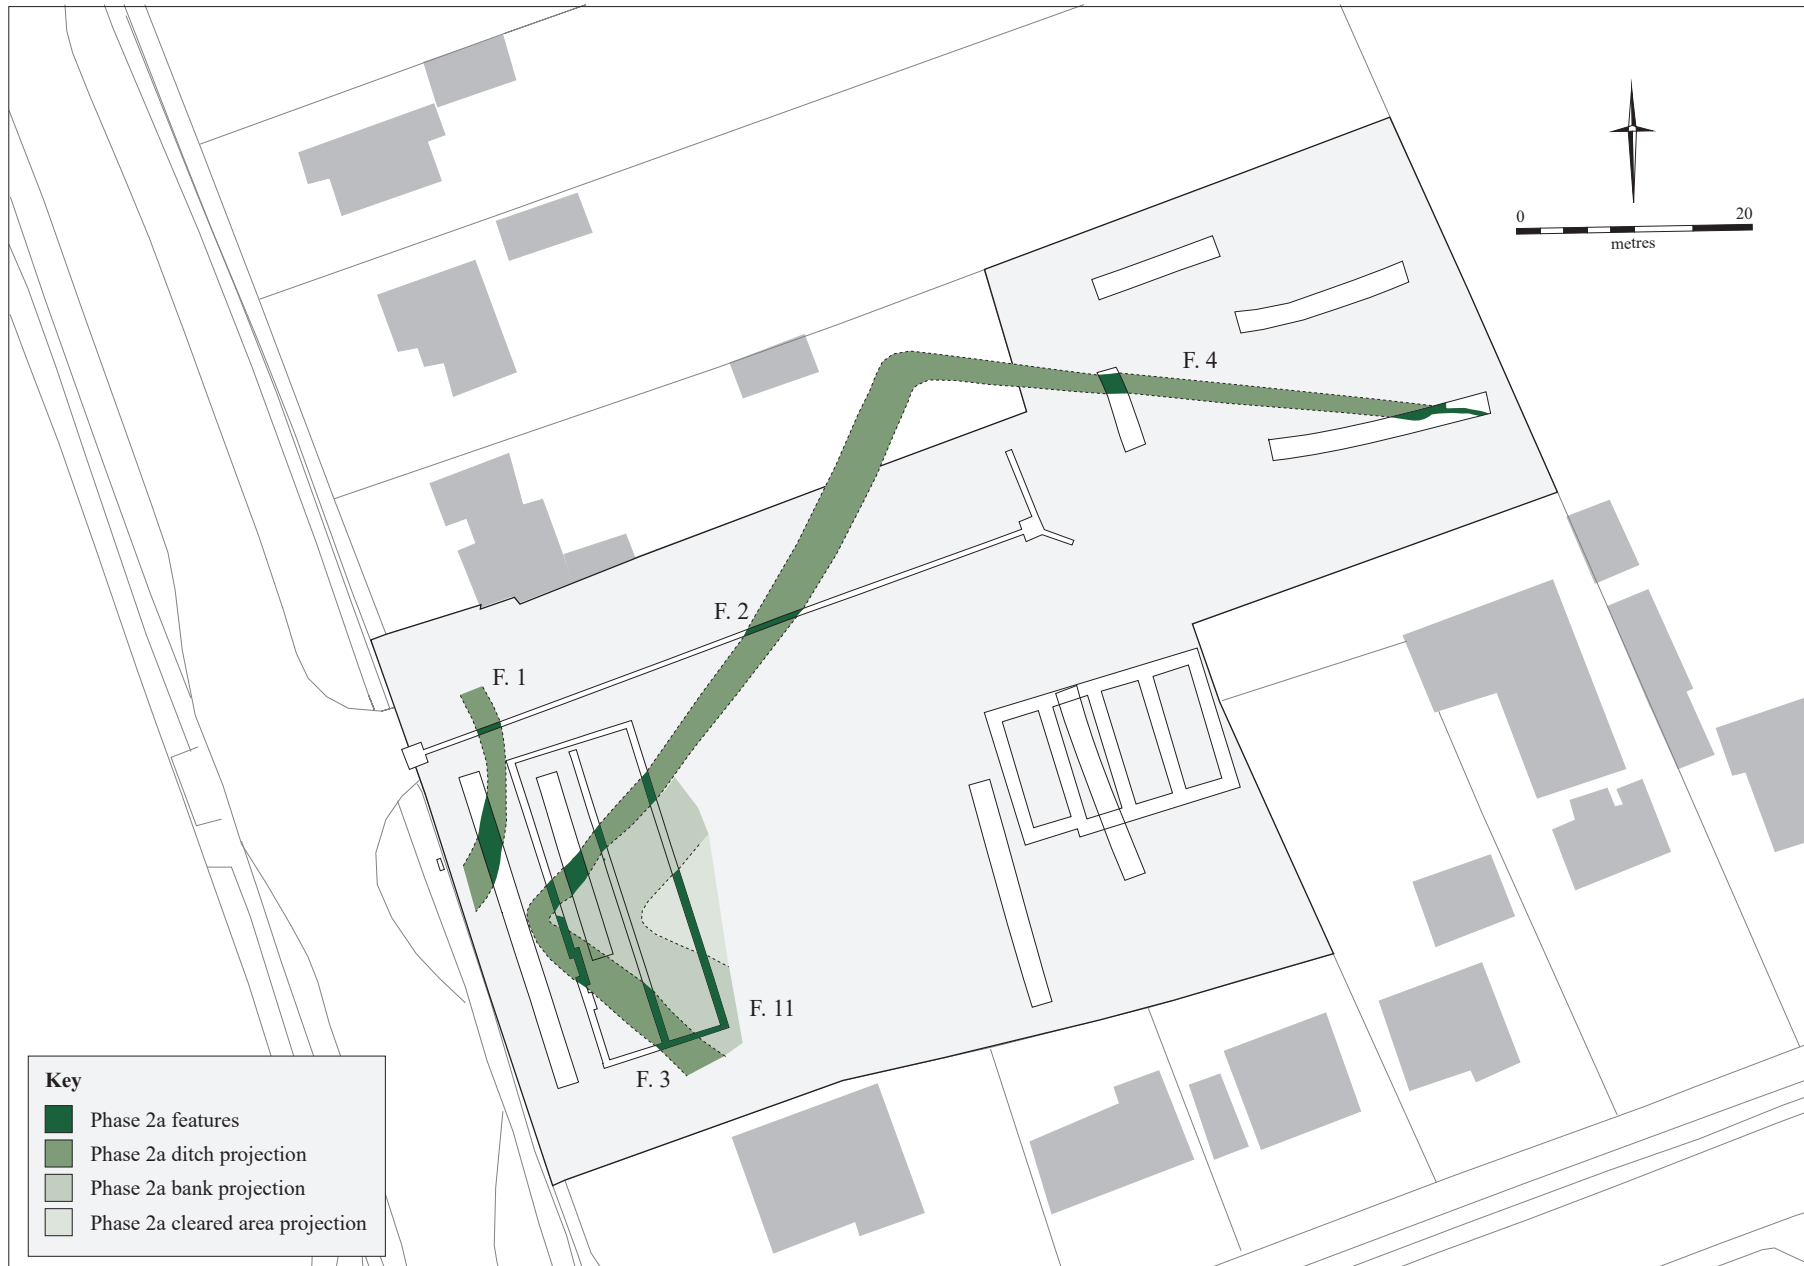 0 20
metres
F. 4
F. 2
F. 1
F. 11
F. 3
Key
Phase 2a features
Phase 2a ditch projection
Phase 2a bank projection
Phase 2a cleared area projection